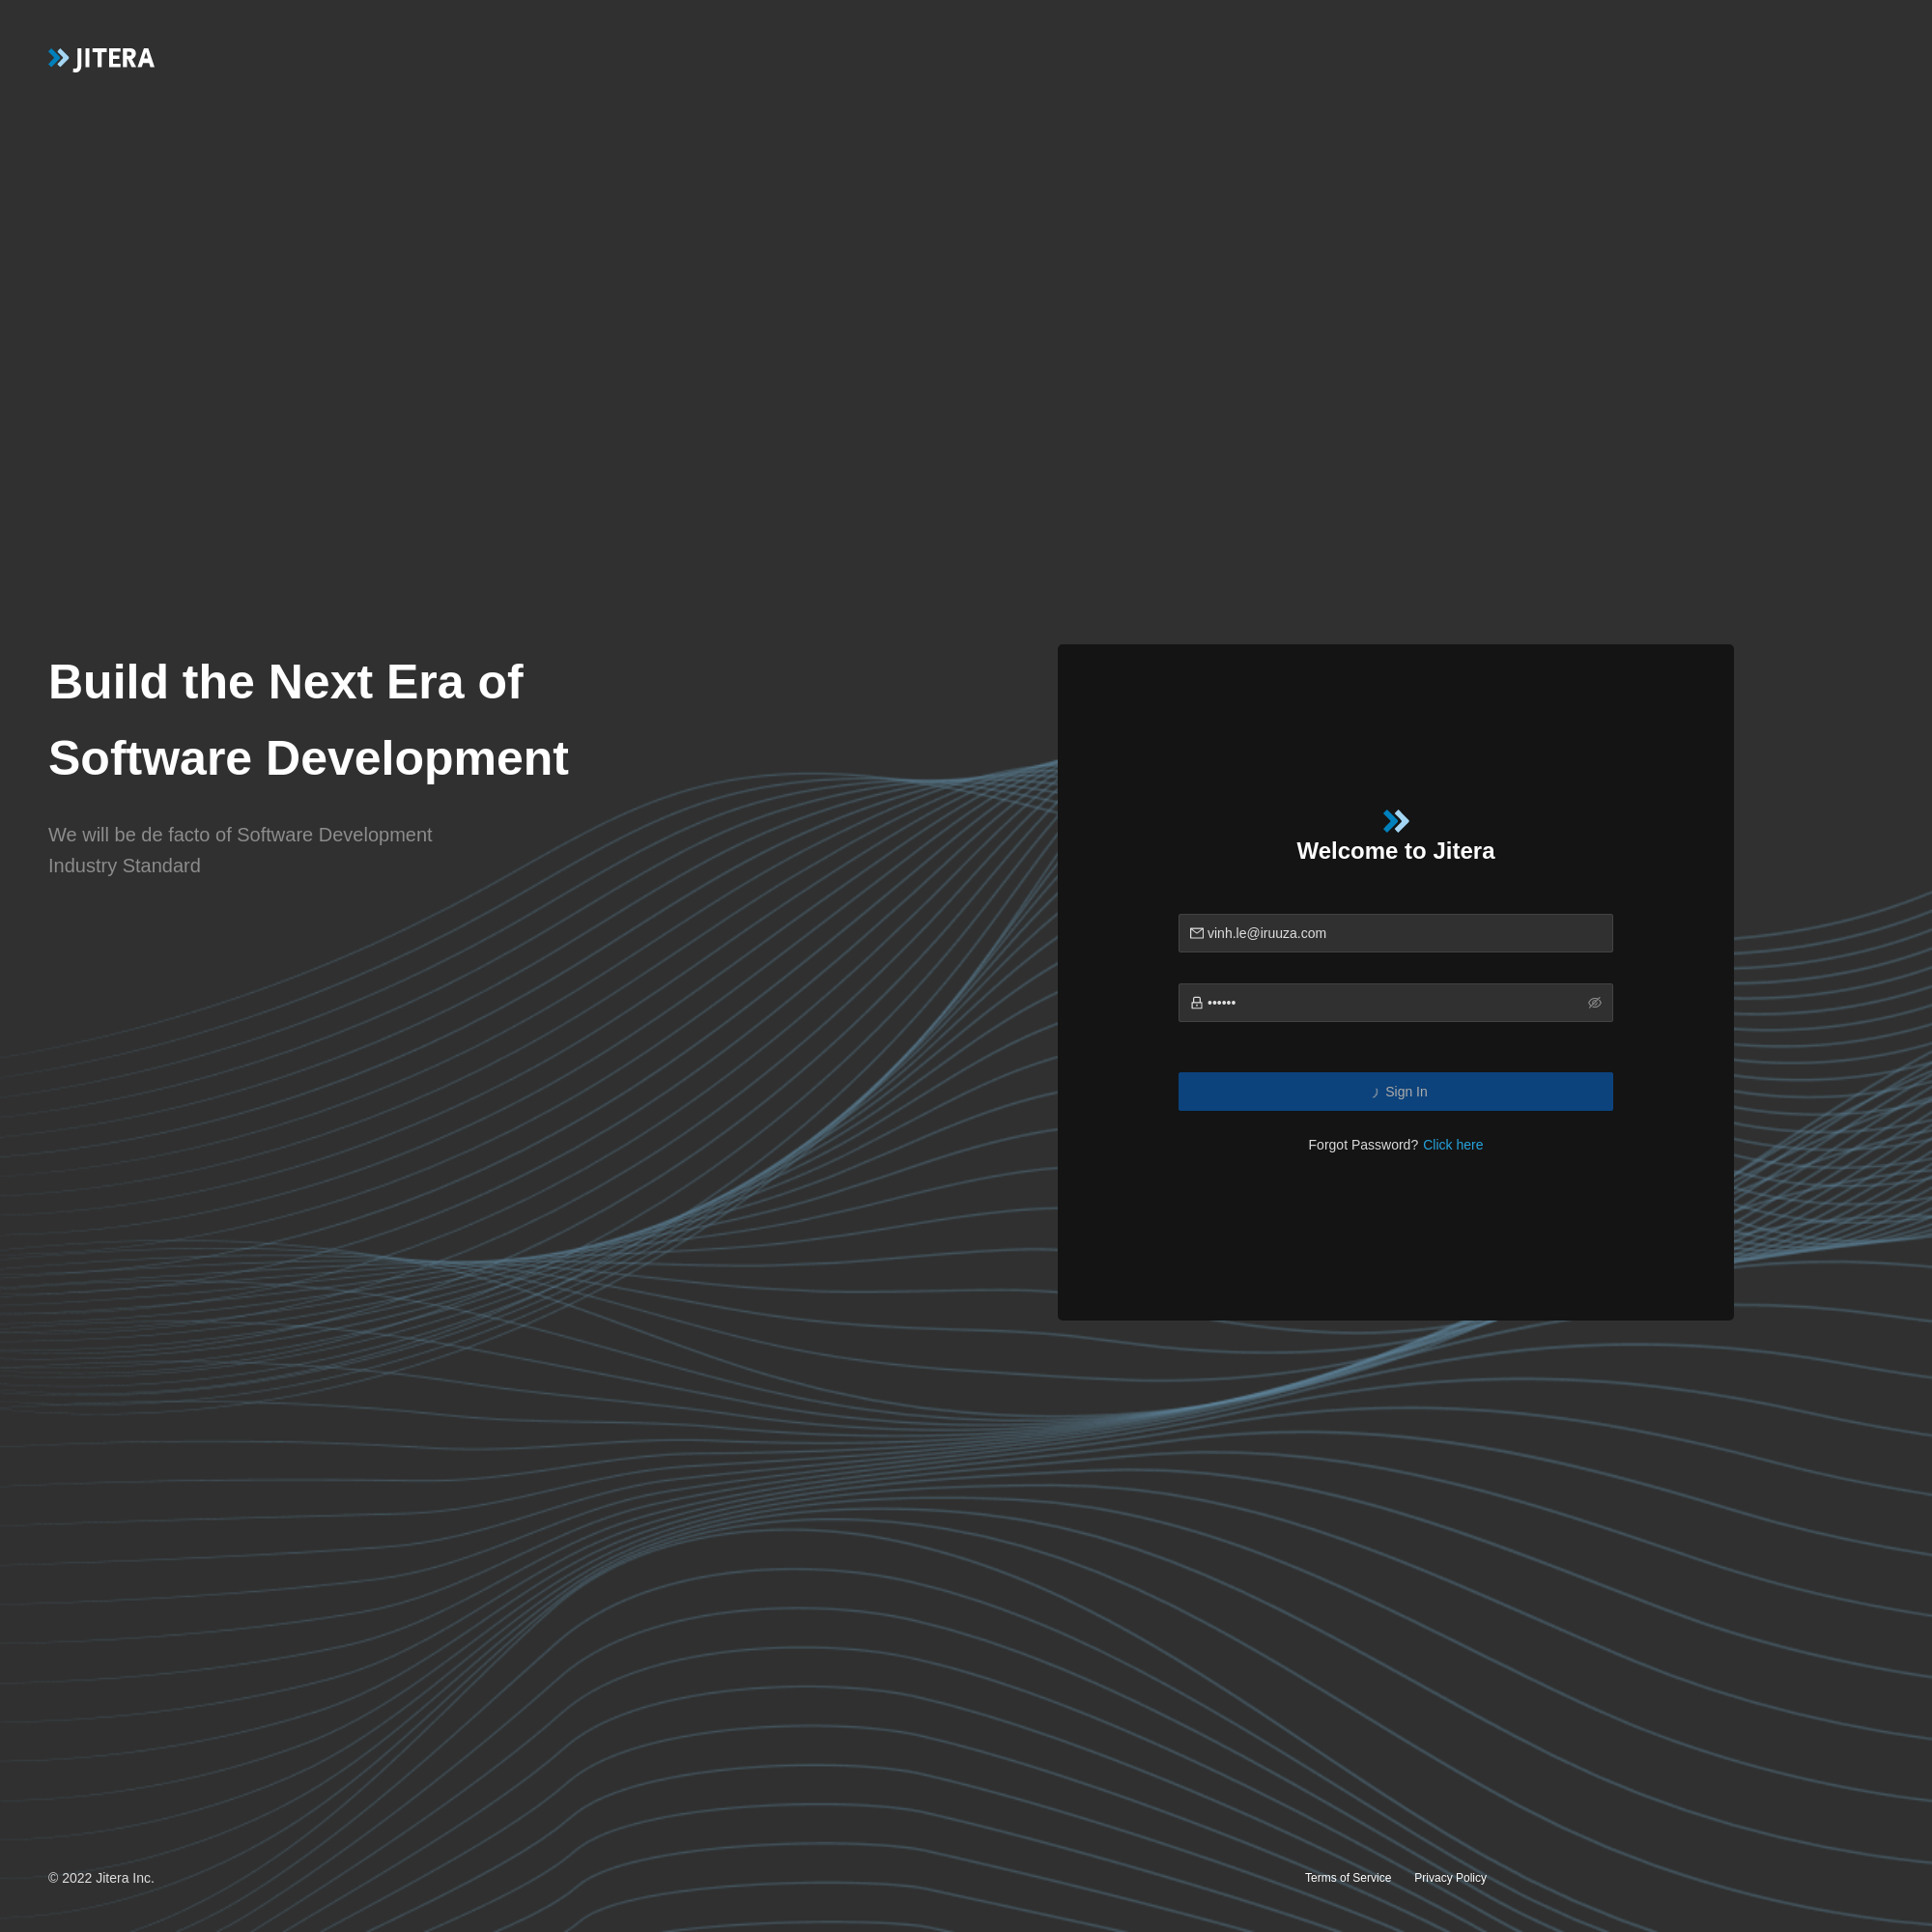 JITERA
Build the Next Era of
Software Development
We will be de facto of Software Development
Industry Standard
Welcome to Jitera
vinh.le@iruuza.com
••••••
Sign In
Forgot Password? Click here
© 2022 Jitera Inc.
Terms of Service Privacy Policy